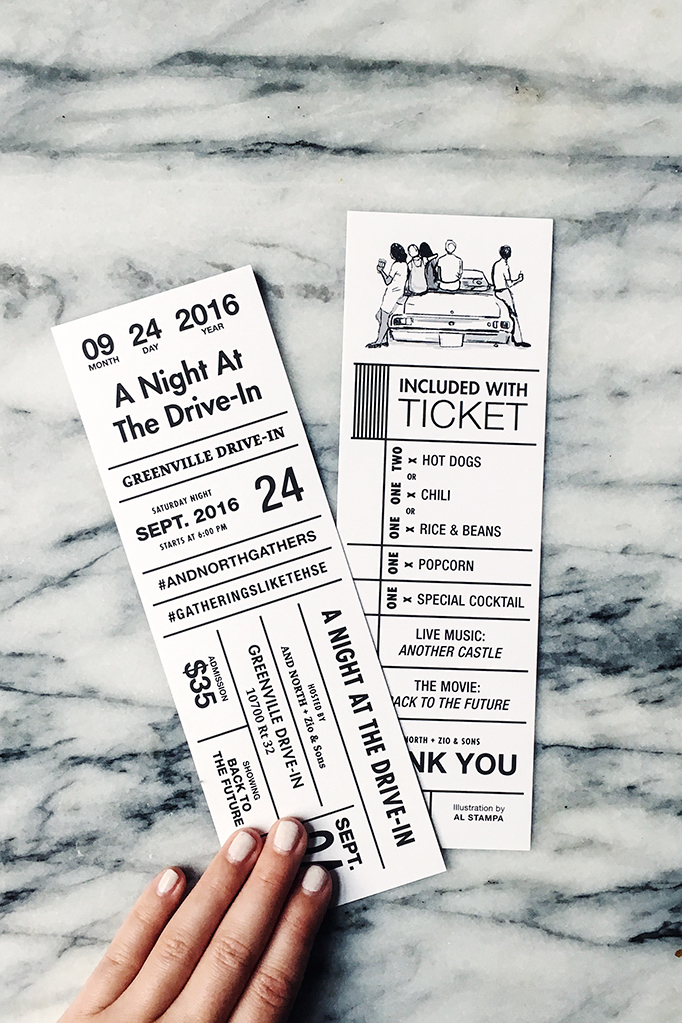 09 24 2016
MONTH DAY YEAR
A Night At
The Drive-In
GREENVILLE DRIVE-IN
SATURDAY NIGHT
SEPT. 2016
STARTS AT 6:00 PM
24
#ANDNORTHGATHERS
#GATHERINGSLIKETEHSE
A NIGHT AT THE DRIVE-IN
HOSTED BY
AND NORTH + Zio & Sons
GREENVILLE DRIVE-IN
10700 Rt 32
ADMISSION
$35
SHOWING
BACK TO
THE FUTURE
SEPT.
INCLUDED WITH
TICKET
TWO x HOT DOGS
OR
ONE x CHILI
OR
ONE x RICE & BEANS
ONE x POPCORN
ONE x SPECIAL COCKTAIL
LIVE MUSIC:
ANOTHER CASTLE
THE MOVIE:
ACK TO THE FUTURE
ORTH + ZIO & SONS
NK YOU
Illustration by
AL STAMPA